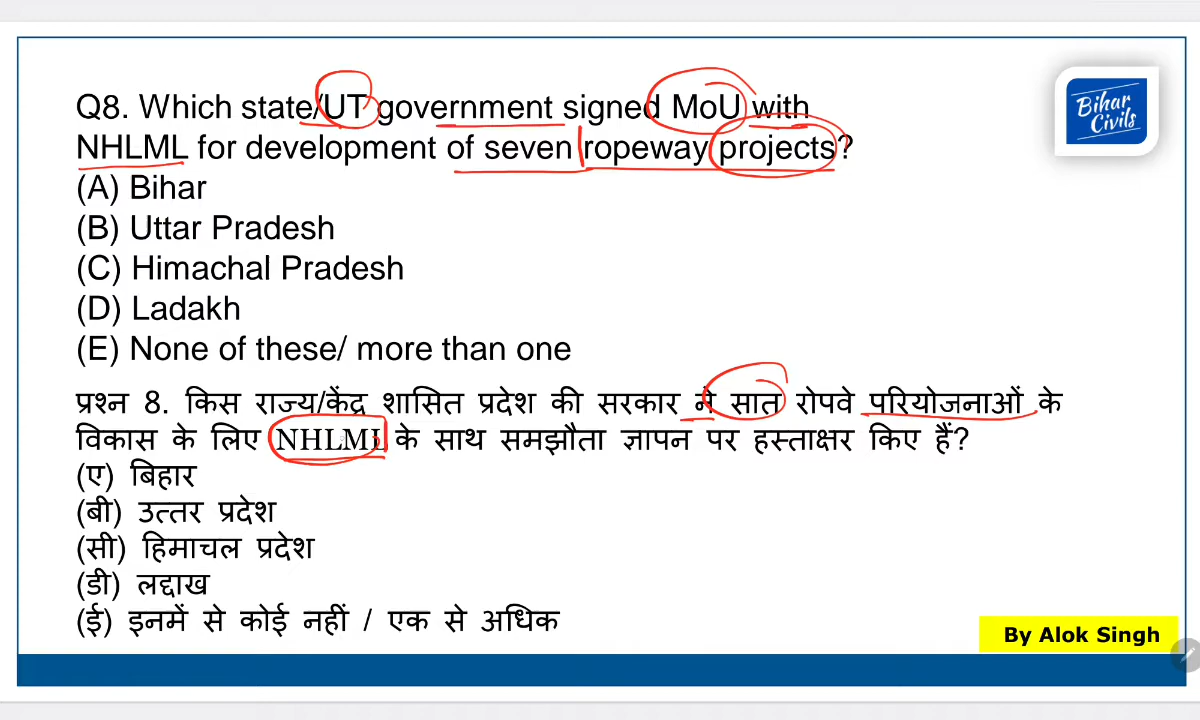 Q8. Which state/UT government signed MoU with
NHLML for development of seven ropeway projects?
(A) Bihar
(B) Uttar Pradesh
(C) Himachal Pradesh
(D) Ladakh
(E) None of these/ more than one
प्रश्न 8. किस राज्य/केंद्र शासित प्रदेश की सरकार ने सात रोपवे परियोजनाओं के
विकास के लिए NHLML के साथ समझौता ज्ञापन पर हस्ताक्षर किए हैं?
(ए) बिहार
(बी) उत्तर प्रदेश
(सी) हिमाचल प्रदेश
(डी) लद्दाख
(ई) इनमें से कोई नहीं / एक से अधिक
Bihar
Civils
By Alok Singh